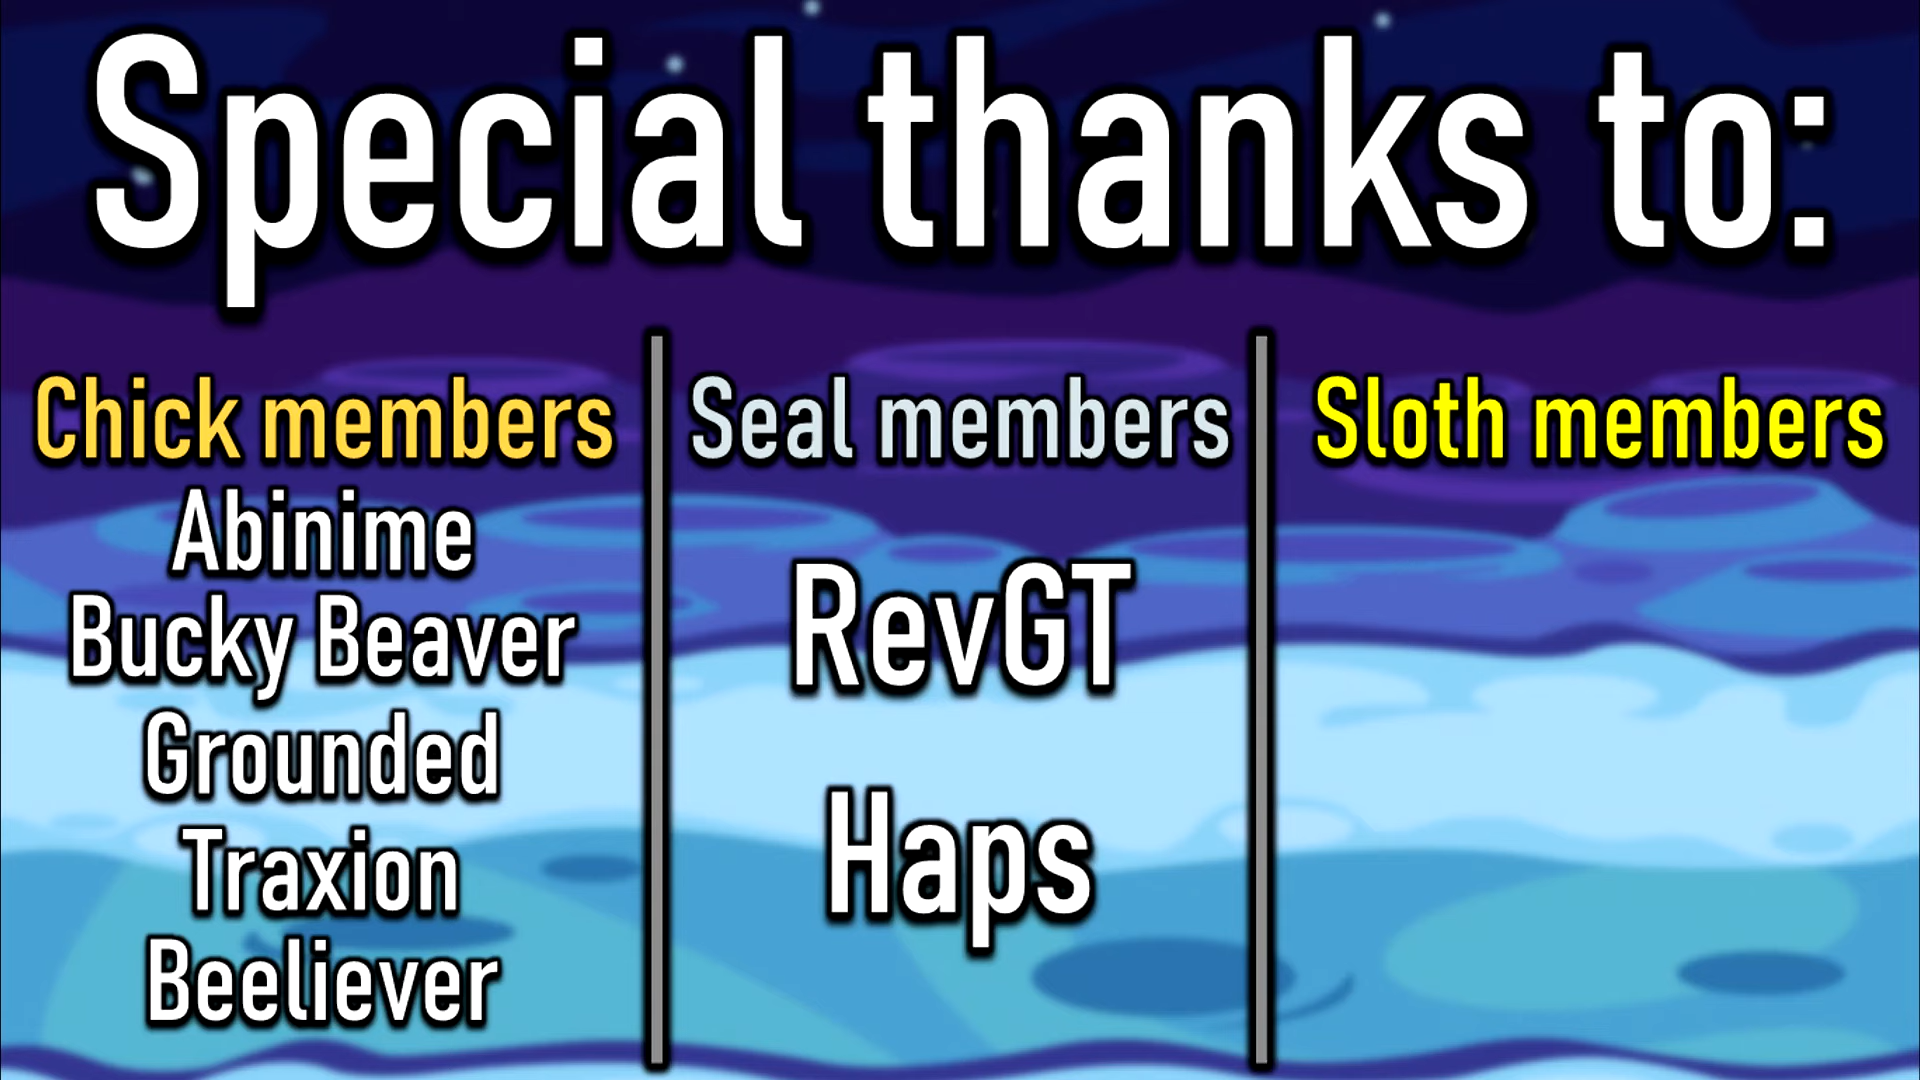 Special thanks to:
Chick members
Abinime
Bucky Beaver
Grounded
Traxion
Beeliever
Seal members
RevGT
Haps
Sloth members